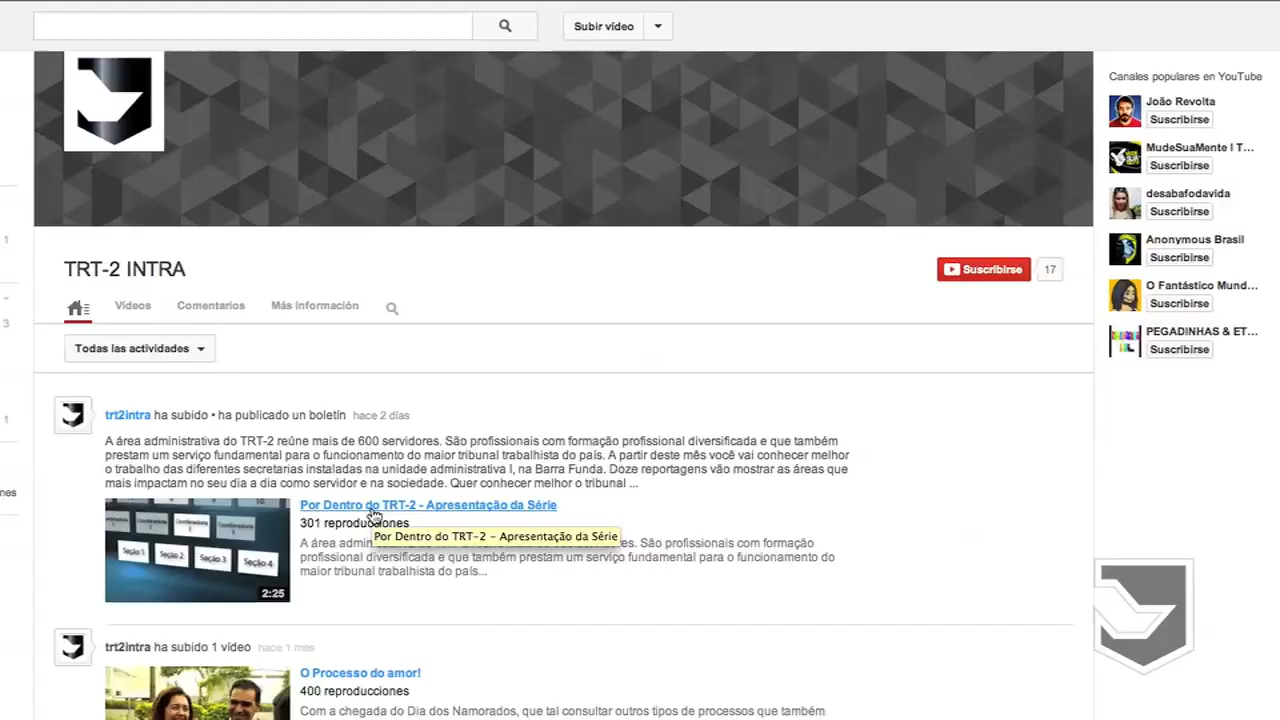 Subir vídeo
Canales populares en YouTube
João Revolta
Suscribirse
MudeSuaMente I T...
Suscribirse
desabafodavida
Suscribirse
Anonymous Brasil
Suscribirse
O Fantástico Mund...
Suscribirse
PEGADINHAS & ET...
Suscribirse
TRT-2 INTRA
Suscribirse 17
Vídeos Comentarios Más información
Todas las actividades
1
3
1
nes
trt2intra ha subido • ha publicado un boletín hace 2 días
A área administrativa do TRT-2 reúne mais de 600 servidores. São profissionais com formação profissional diversificada e que também
prestam um serviço fundamental para o funcionamento do maior tribunal trabalhista do país. A partir deste mês você vai conhecer melhor
o trabalho das diferentes secretarias instaladas na unidade administrativa I, na Barra Funda. Doze reportagens vão mostrar as áreas que
mais impactam no seu dia a dia como servidor e na sociedade. Quer conhecer melhor o tribunal ...
Seção 1 Seção 2 Seção 3 Seção 4
2:25
Por Dentro do TRT-2 - Apresentação da Série
301 reproducciones
Por Dentro do TRT-2 - Apresentação da Série
A área admin es. São profissionais com formação
profissional diversificada e que também prestam um serviço fundamental para o funcionamento do
maior tribunal trabalhista do país...
trt2intra ha subido 1 vídeo hace 1 mes
O Processo do amor!
400 reproducciones
Com a chegada do Dia dos Namorados, que tal consultar outros tipos de processos que também